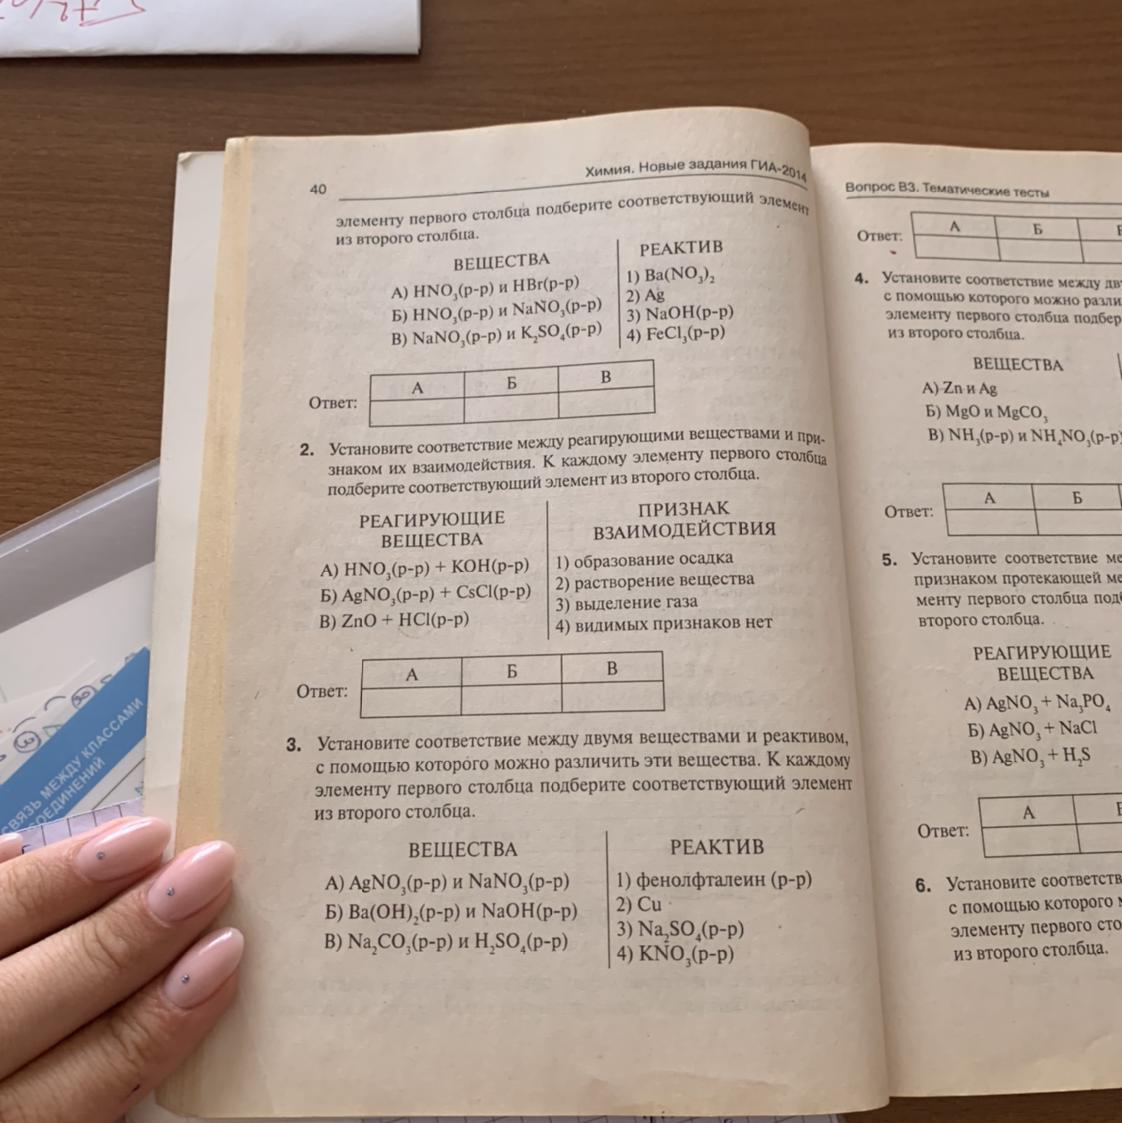 40
Химия. Новые задания ГИА-2014
элементу первого столбца подберите соответствующий элемент
из второго столбца.
ВЕЩЕСТВА
РЕАКТИВ
А) HNO₃(р-р) и HBr(р-р)
Б) HNO₃(р-р) и NaNO₃(р-р)
В) NaNO₃(р-р) и K₂SO₄(р-р)
1) Ba(NO₃)₂
2) Ag
3) NaOH(р-р)
4) FeCl₃(р-р)
Ответ:
А Б В
2. Установите соответствие между реагирующими веществами и при-
знаком их взаимодействия. К каждому элементу первого столбца
подберите соответствующий элемент из второго столбца.
РЕАГИРУЮЩИЕ
ВЕЩЕСТВА
ПРИЗНАК
ВЗАИМОДЕЙСТВИЯ
А) HNO₃(р-р) + KOH(р-р)
Б) AgNO₃(р-р) + CsCl(р-р)
В) ZnO + HCl(р-р)
1) образование осадка
2) растворение вещества
3) выделение газа
4) видимых признаков нет
Ответ:
А Б В
3. Установите соответствие между двумя веществами и реактивом,
с помощью которого можно различить эти вещества. К каждому
элементу первого столбца подберите соответствующий элемент
из второго столбца.
ВЕЩЕСТВА
РЕАКТИВ
А) AgNO₃(р-р) и NaNO₃(р-р)
Б) Ba(OH)₂(р-р) и NaOH(р-р)
В) Na₂CO₃(р-р) и H₂SO₄(р-р)
1) фенолфталеин (р-р)
2) Cu
3) Na₂SO₄(р-р)
4) KNO₃(р-р)
Вопрос В3. Тематические тесты
Ответ:
А Б
4. Установите соответствие между
с помощью которого можно
элементу первого столбца
из второго столбца.
ВЕЩЕСТВА
А) Zn и Ag
Б) MgO и MgCO₃
В) NH₃(р-р) и NH₄NO₃(р-р)
Ответ:
А Б
5. Установите соответствие
признаком протекающей
менту первого столбца
второго столбца.
РЕАГИРУЮЩИЕ
ВЕЩЕСТВА
А) AgNO₃ + Na₃PO₄
Б) AgNO₃ + NaCl
В) AgNO₃ + H₂S
Ответ:
А
6. Установите
с помощью которого
элементу первого
из второго столбца.
СВЯЗЬ МЕЖДУ КЛАССАМИ